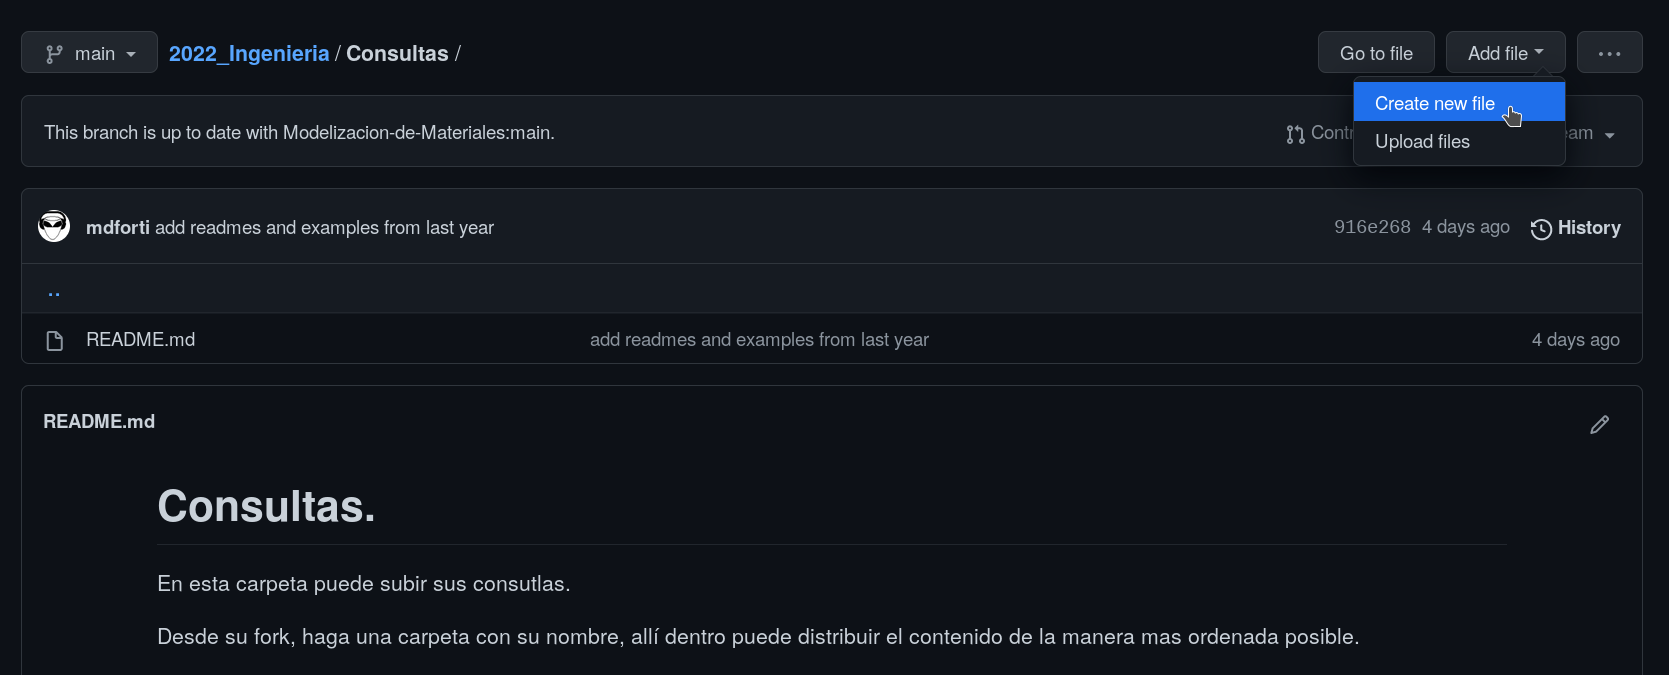 main 2022_Ingenieria / Consultas / Go to file Add file ...
Create new file
This branch is up to date with Modelizacion-de-Materiales:main.
Upload files
mdforti add readmes and examples from last year 916e268 4 days ago History
..
README.md add readmes and examples from last year 4 days ago
README.md
Consultas.
En esta carpeta puede subir sus consutlas.
Desde su fork, haga una carpeta con su nombre, allí dentro puede distribuir el contenido de la manera mas ordenada posible.